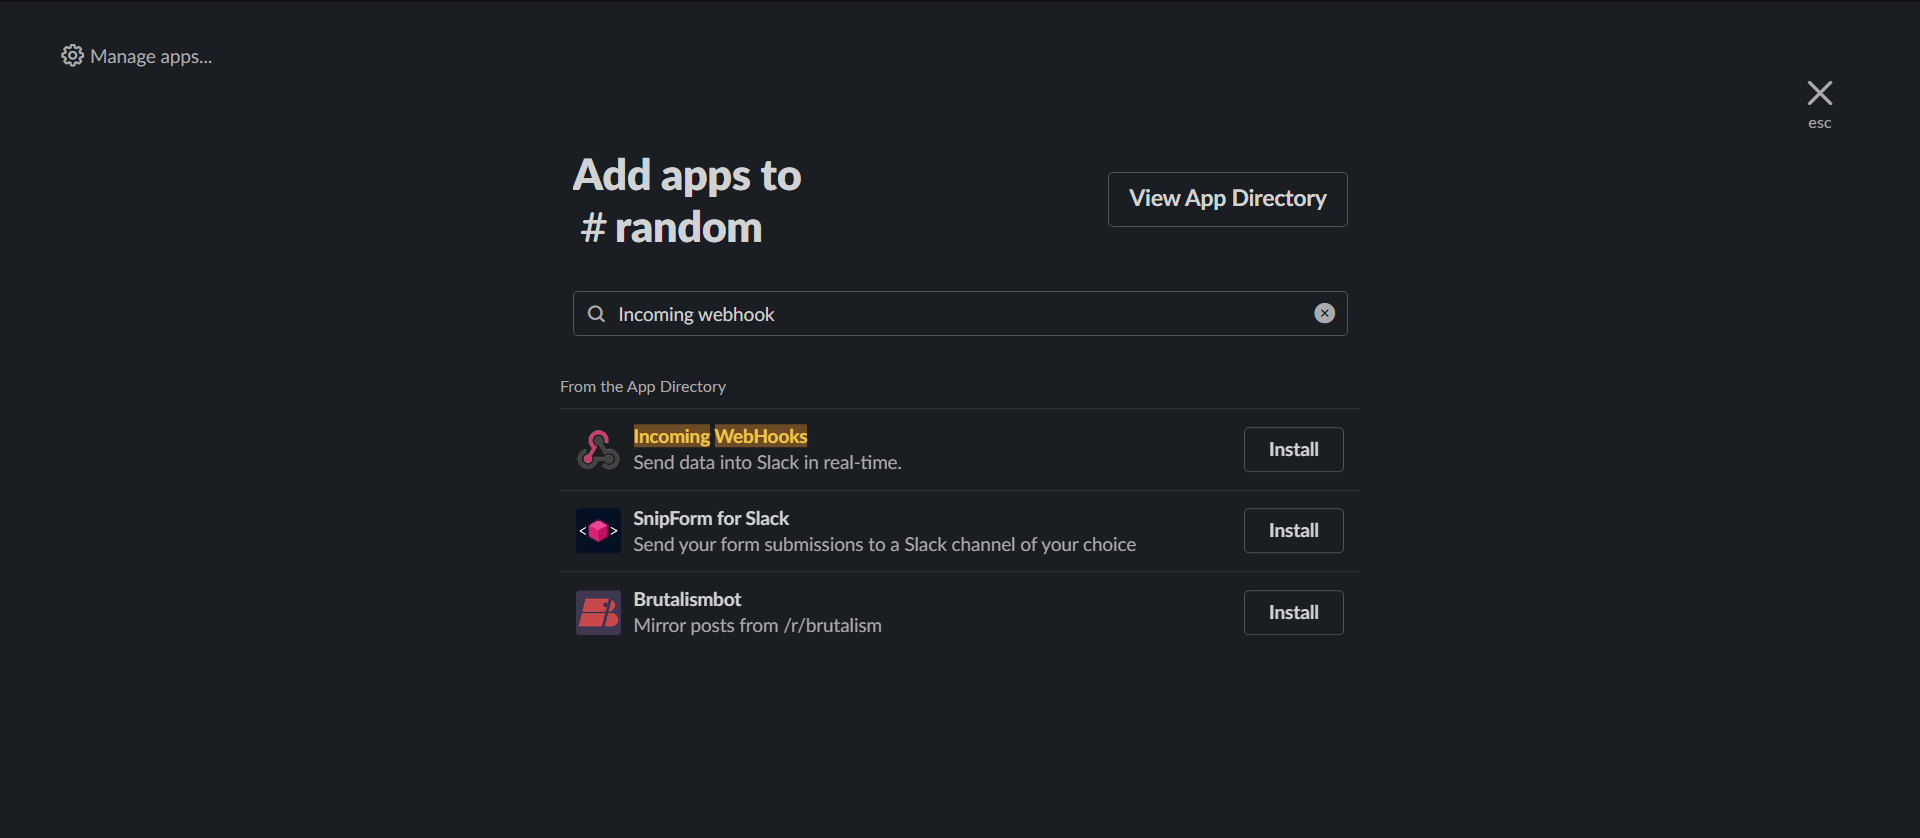 Manage apps...
esc
Add apps to
# random
View App Directory
Incoming webhook
From the App Directory
Incoming WebHooks
Send data into Slack in real-time.
Install
SnipForm for Slack
Send your form submissions to a Slack channel of your choice
Install
Brutalismbot
Mirror posts from /r/brutalism
Install